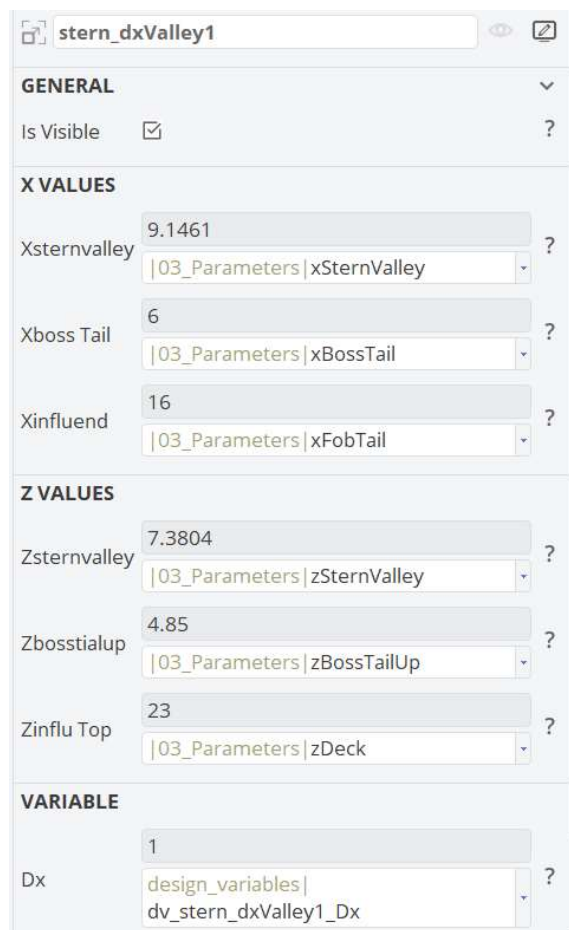 stern_dxValley1
GENERAL
Is Visible ?
X VALUES
9.1461
Xsternvalley ?
|03_Parameters|xSternValley
6
Xboss Tail ?
|03_Parameters|xBossTail
16
Xinfluend ?
|03_Parameters|xFobTail
Z VALUES
7.3804
Zsternvalley ?
|03_Parameters|zSternValley
4.85
Zbosstialup ?
|03_Parameters|zBossTailUp
23
Zinflu Top ?
|03_Parameters|zDeck
VARIABLE
1
Dx ?
design_variables|
dv_stern_dxValley1_Dx